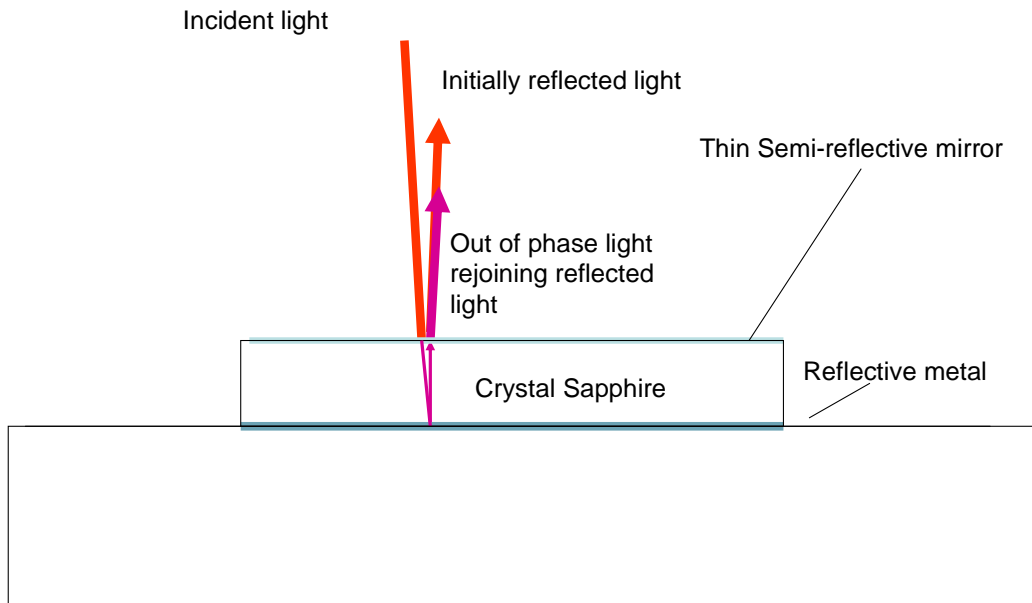 Incident light
Initially reflected light
Thin Semi-reflective mirror
Out of phase light
rejoining reflected
light
Reflective metal
Crystal Sapphire